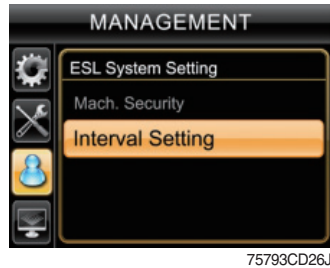 MANAGEMENT
ESL System Setting
Mach. Security
Interval Setting
75793CD26J